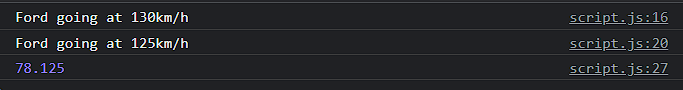 Ford going at 130km/h script.js:16
Ford going at 125km/h script.js:20
78.125 script.js:27